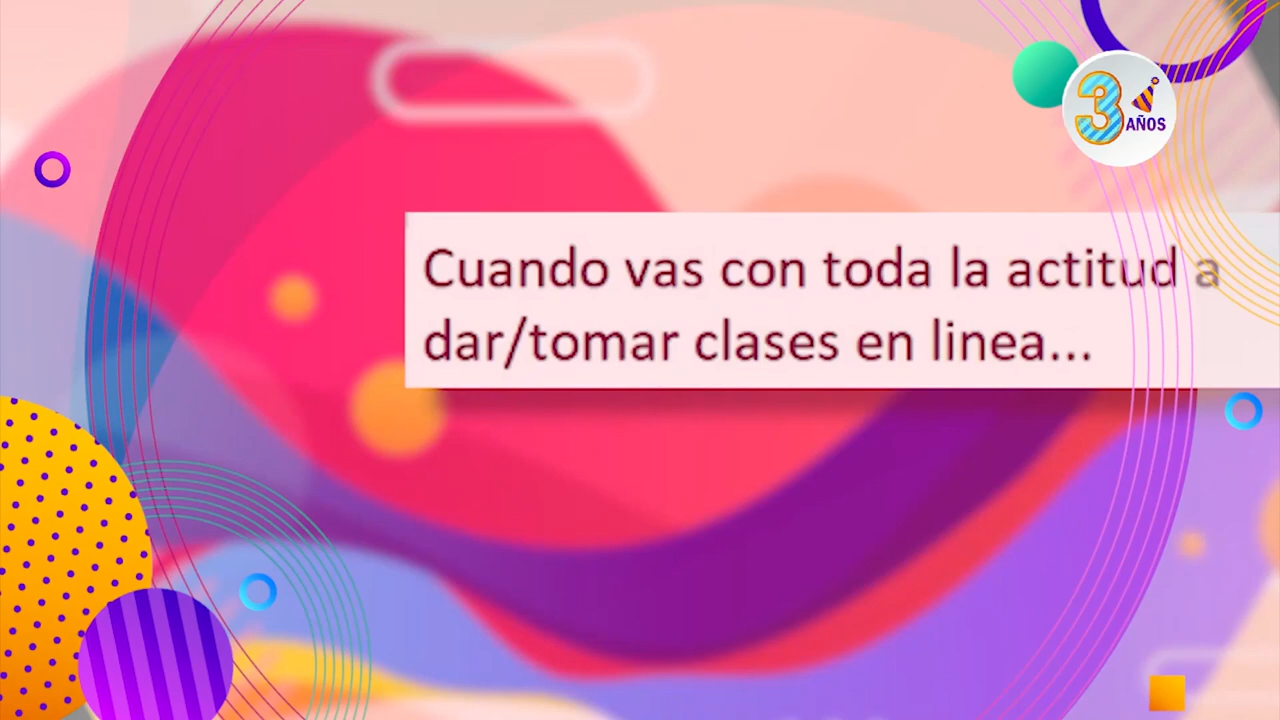 3
AÑOS
Cuando vas con toda la actitud a
dar/tomar clases en linea...